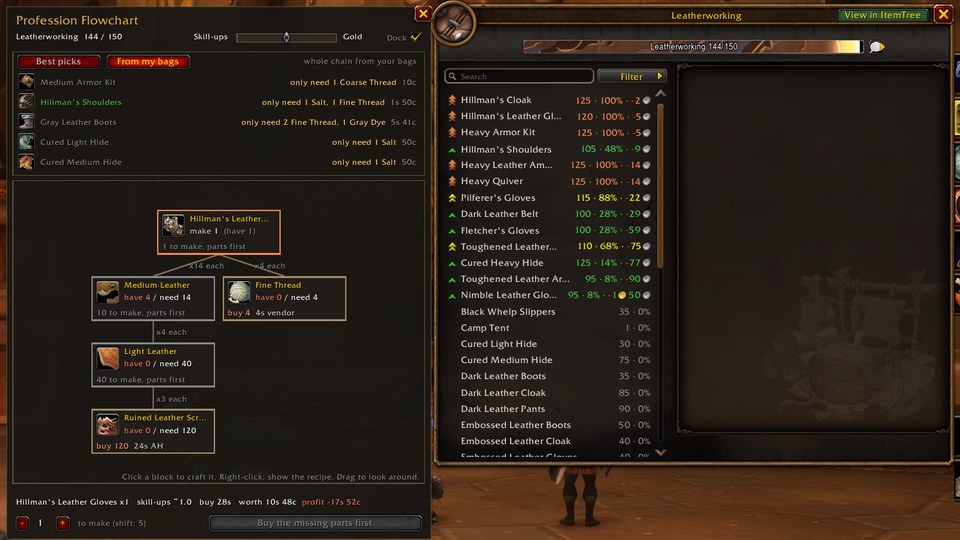 Profession Flowchart
Leatherworking 144 / 150
Skill-ups
Gold
Dock
Best picks
From my bags
whole chain from your bags
Medium Armor Kit
only need 1 Coarse Thread 10c
Hillman's Shoulders
only need 1 Salt, 1 Fine Thread 1s 50c
Gray Leather Boots
only need 2 Fine Thread, 1 Gray Dye 5s 41c
Cured Light Hide
only need 1 Salt 50c
Cured Medium Hide
only need 1 Salt 50c
Hillman's Leather...
make 1 (have 1)
1 to make, parts first
x14 each
x4 each
Medium Leather
have 4 / need 14
10 to make, parts first
Fine Thread
have 0 / need 4
buy 4 4s vendor
x4 each
Light Leather
have 0 / need 40
40 to make, parts first
x3 each
Ruined Leather Scr...
have 0 / need 120
buy 120 24s AH
Click a block to craft it. Right-click: show the recipe. Drag to look around.
Hillman's Leather Gloves x1 skill-ups ~1.0 buy 28s worth 10s 48c profit -17s 52c
- 1 + to make (shift: 5)
Buy the missing parts first
Leatherworking
View in ItemTree
Leatherworking 144/150
Search
Filter
Hillman's Cloak 125 · 100% · -2
Hillman's Leather Gl... 120 · 100% · -5
Heavy Armor Kit 125 · 100% · -5
Hillman's Shoulders 105 · 48% · -9
Heavy Leather Am... 125 · 100% · -14
Heavy Quiver 125 · 100% · -14
Pilferer's Gloves 115 · 88% · -22
Dark Leather Belt 100 · 28% · -29
Fletcher's Gloves 100 · 28% · -59
Toughened Leather... 110 · 68% · -75
Cured Heavy Hide 125 · 14% · -77
Toughened Leather Ar... 95 · 8% · -90
Nimble Leather Glo... 95 · 8% · -1 50
Black Whelp Slippers 35 · 0%
Camp Tent 1 · 0%
Cured Light Hide 30 · 0%
Cured Medium Hide 75 · 0%
Dark Leather Boots 35 · 0%
Dark Leather Cloak 85 · 0%
Dark Leather Pants 90 · 0%
Embossed Leather Boots 50 · 0%
Embossed Leather Cloak 40 · 0%
Embossed Leather Gloves 40 · 0%